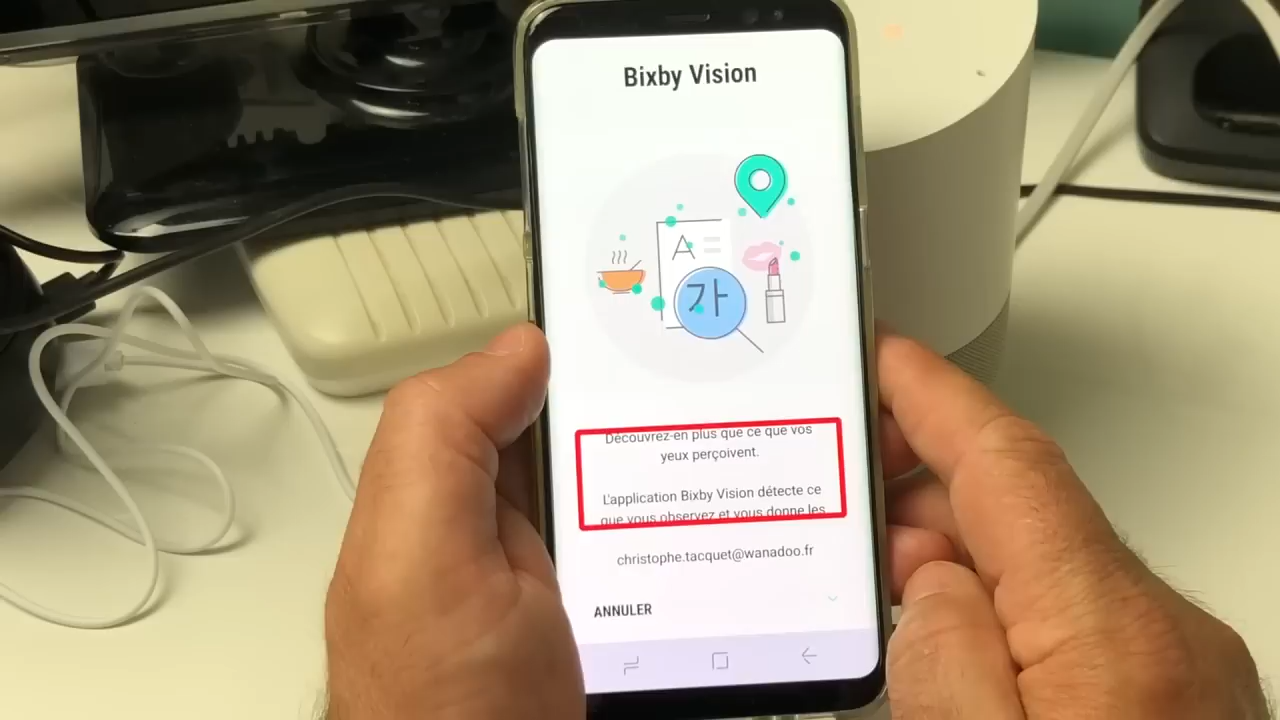 Bixby Vision
A
가
Découvrez-en plus que ce que vos
yeux perçoivent.
L'application Bixby Vision détecte ce
que vous observez et vous donne les
christophe.tacquet@wanadoo.fr
ANNULER